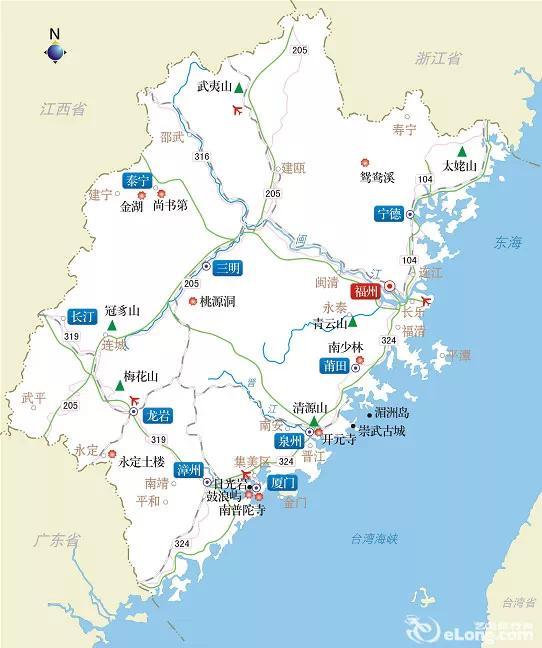 N
浙江省
205
武夷山
江西省
寿宁
邵武
316
太姥山
建瓯
鸳鸯溪
104
泰宁
建宁
金湖
尚书第
205
宁德
闽
江
东海
104
三明
闽清
福州
连江
205
桃源洞
长乐
永泰
长汀
冠豸山
青云山
福清
319
连城
324
南少林
平潭
莆田
梅花山
晋
江
武平
205
龙岩
清源山
湄洲岛
南安
崇武古城
泉州
开元寺
319
永定
晋江
永定土楼
324
集美区
漳州
日光岩
厦门
南靖
鼓浪屿
平和
金门
南普陀寺
广东省
324
台湾海峡
台湾省
eLong.com